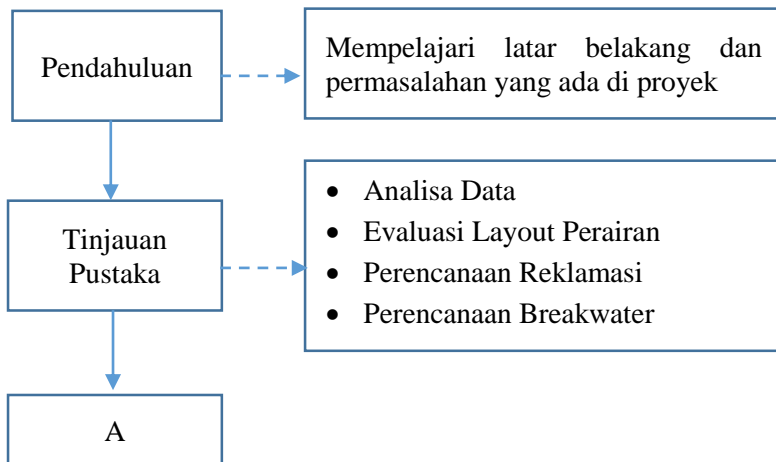 Pendahuluan
Mempelajari latar belakang dan
permasalahan yang ada di proyek
Tinjauan
Pustaka
• Analisa Data
• Evaluasi Layout Perairan
• Perencanaan Reklamasi
• Perencanaan Breakwater
A